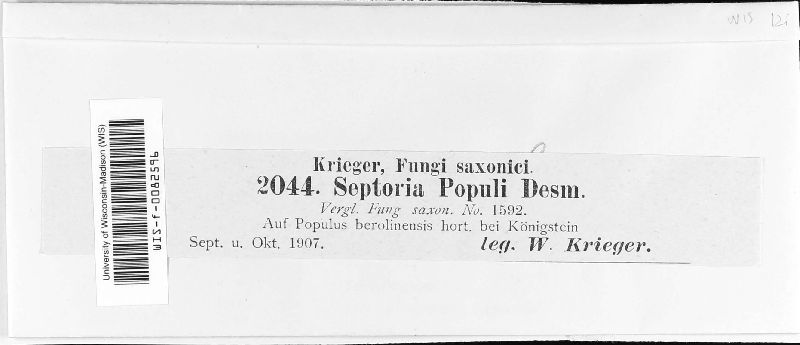 WIS
University of Wisconsin-Madison (WIS)
WIS-f-0082596
Krieger, Fungi saxonici.
2044. Septoria Populi Desm.
Vergl. Fung saxon. No. 1592.
Auf Populus berolinensis hort. bei Königstein
Sept. u. Okt. 1907. leg. W. Krieger.